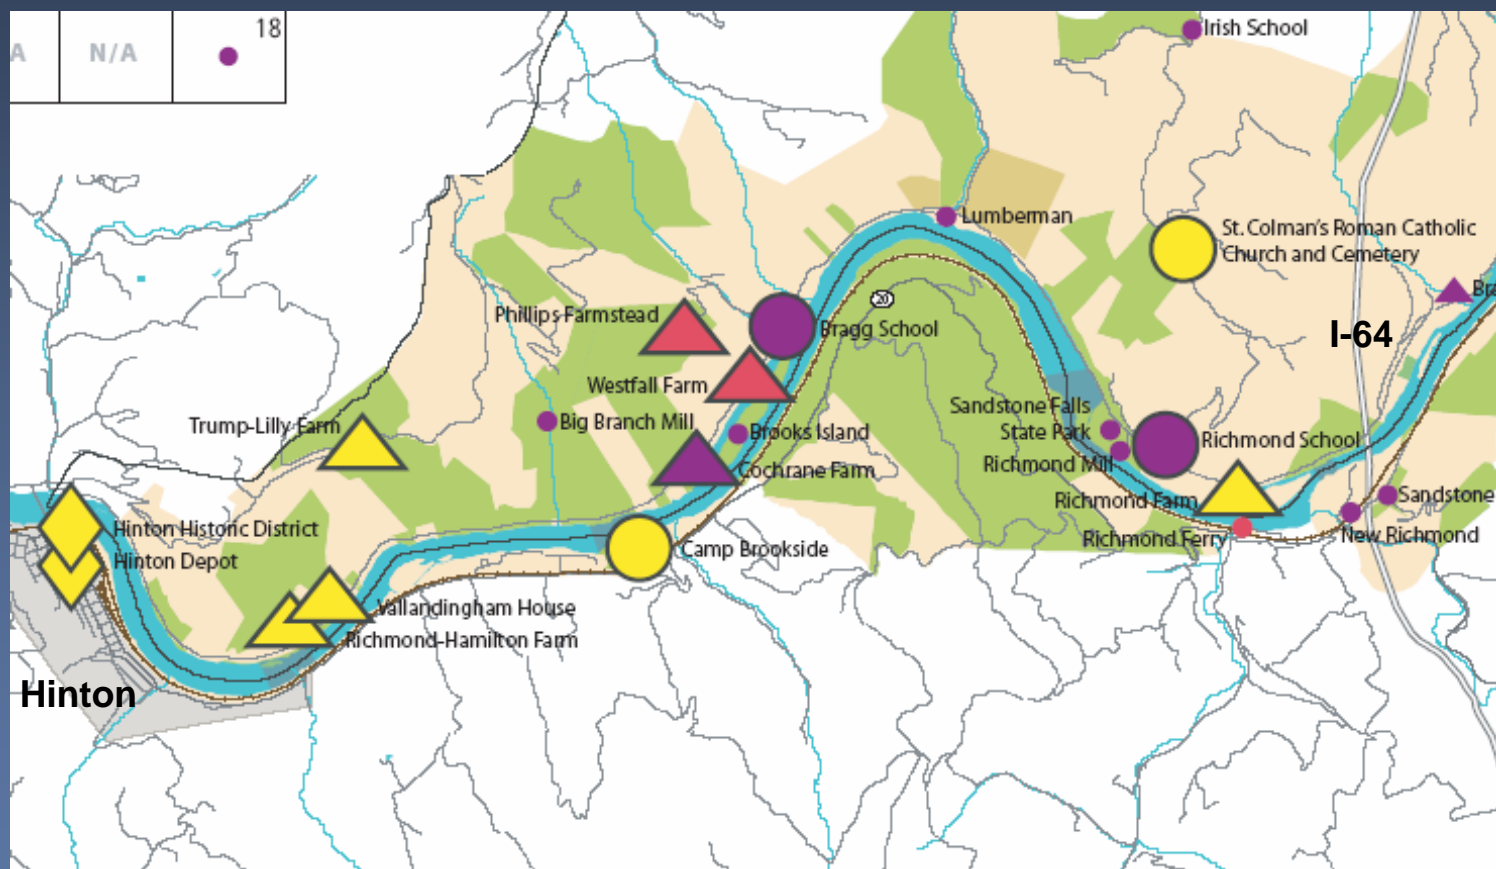 18
A
N/A
Irish School
Lumberman
St. Colman's Roman Catholic
Church and Cemetery
20
Phillips Farmstead
Bragg School
I-64
Westfall Farm
Sandstone Falls
State Park
Big Branch Mill
Brooks Island
Trump-Lilly Farm
Richmond School
Richmond Mill
Cochrane Farm
Richmond Farm
Sandstone
Hinton Historic District
Richmond Ferry
New Richmond
Camp Brookside
Hinton Depot
Vallandingham House
Richmond-Hamilton Farm
Hinton